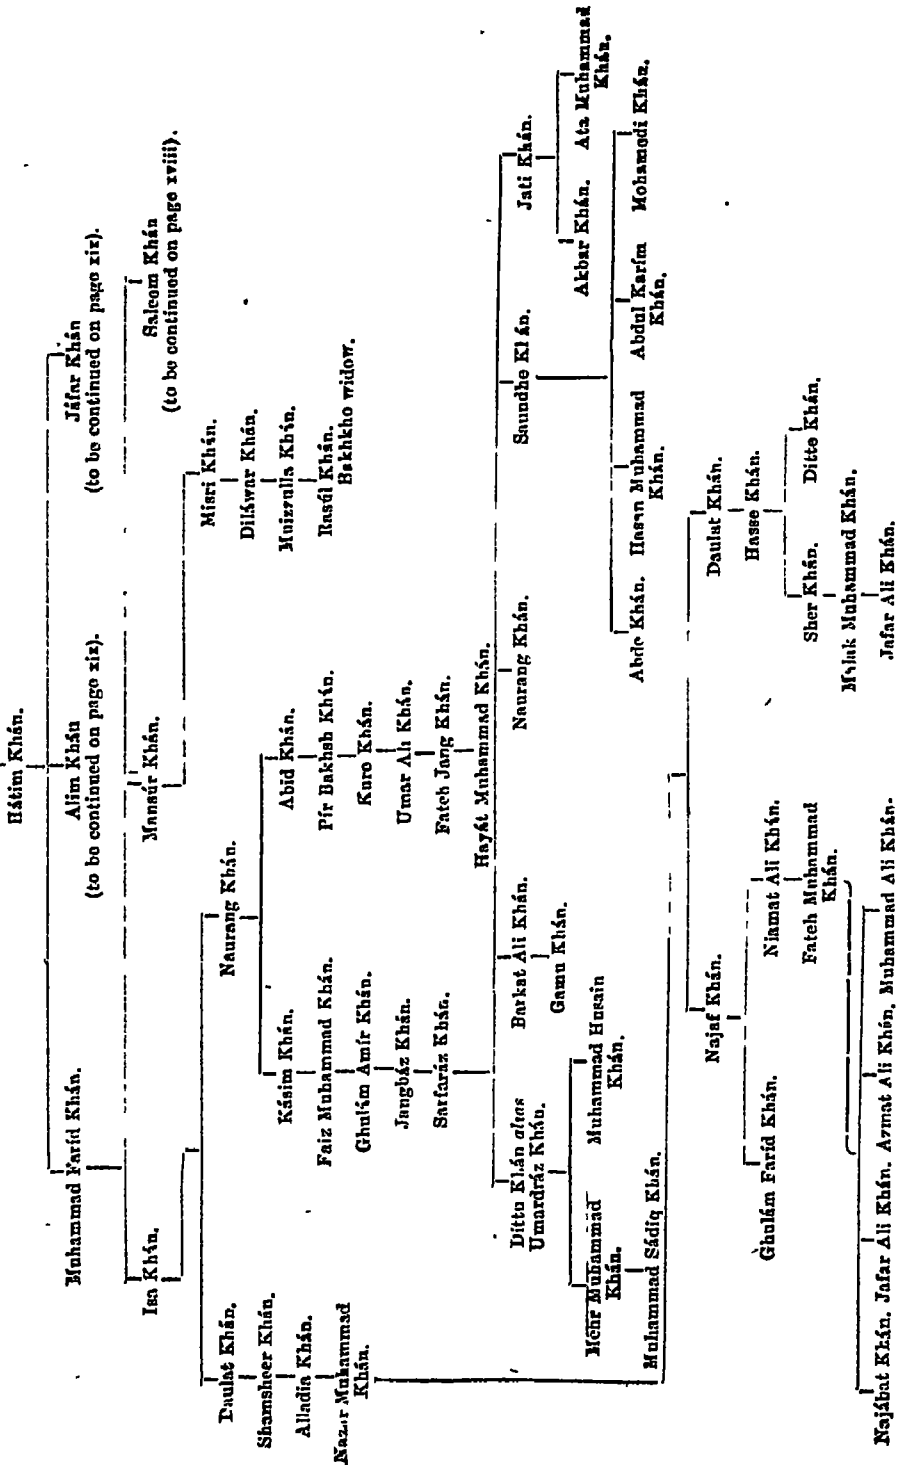 Hátim Khán.
Muhammad Faríd Khán.
Alim Khán
(to be continued on page xix).
Jáfar Khán
(to be continued on page xix).
Isa Khán.
Mansúr Khán.
Saleem Khán
(to be continued on page xviii).
Daulat Khán.
Shamsheer Khán.
Alladia Khán.
Nazar Muhammad
Khán.
Naurang Khán.
Misri Khán.
Diláwar Khán.
Muizzulla Khán.
Rasúl Khán.
Bakhkho widow.
Kásim Khán.
Faiz Muhammad Khán.
Ghulám Amír Khán.
Jangbáz Khán.
Sarfaráz Khán.
Abid Khán.
Pír Bakhsh Khán.
Kuro Khán.
Umar Ali Khán.
Fateh Jang Khán.
Hayát Muhammad Khán.
Dittu Khán alias
Umardráz Khán.
Barkat Ali Khán.
Gamu Khán.
Naurang Khán.
Saundhe Khán.
Jati Khán.
Mehr Muhammad
Khán.
Muhammad Husain
Khán.
Muhammad Sádiq Khán.
Akbar Khán.
Ata Muhammad
Khán.
Abdo Khán.
Hasan Muhammad
Khán.
Abdul Karím
Khán.
Mohamadi Khán.
Najaf Khán.
Daulat Khán.
Hasse Khán.
Ghulám Farid Khán.
Niamat Ali Khán.
Fateh Muhammad
Khán.
Sher Khán.
Ditto Khán.
Malak Muhammad Khán.
Jafar Ali Khán.
Najábat Khán. Jafar Ali Khán. Azmat Ali Khán. Muhammad Ali Khán.